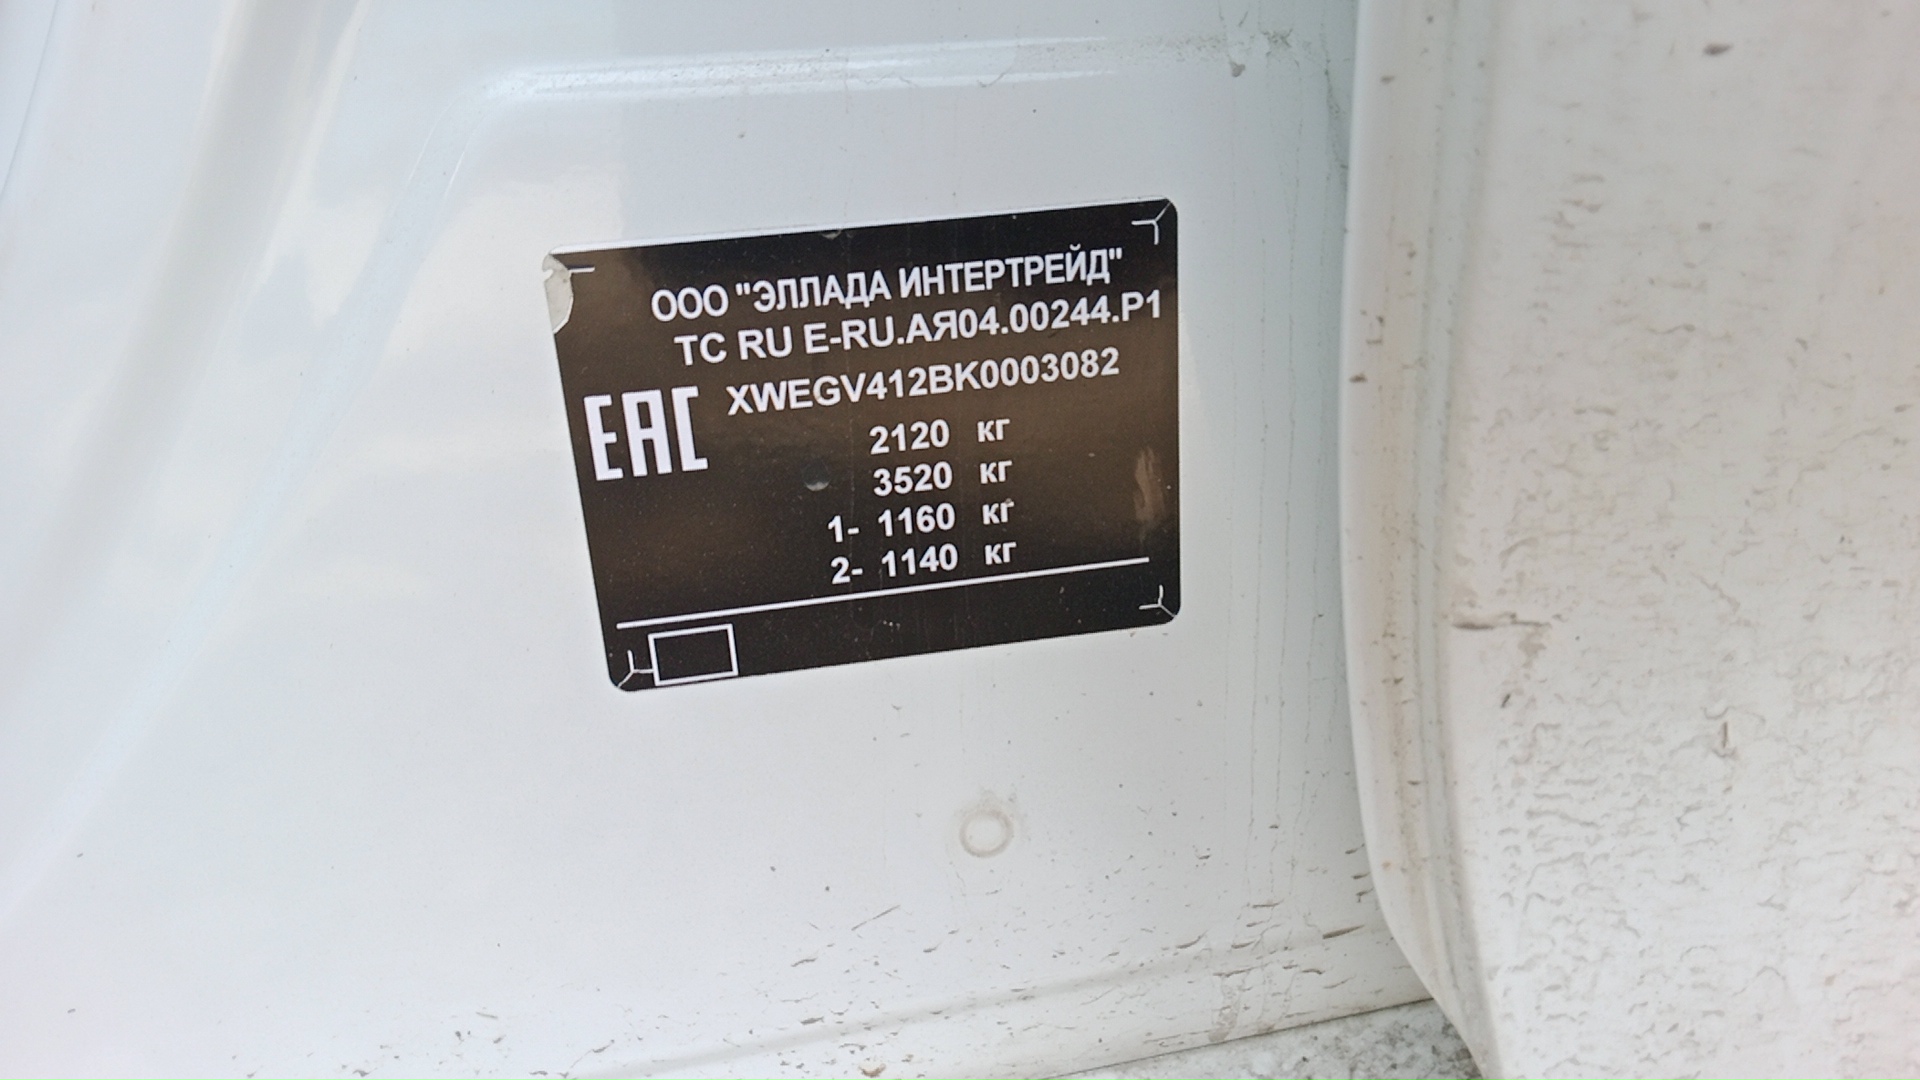 ООО "ЭЛЛАДА ИНТЕРТРЕЙД"
ТС RU E-RU.АЯ04.00244.Р1
EAC XWEGV412BK0003082
2120 кг
3520 кг
1- 1160 кг
2- 1140 кг